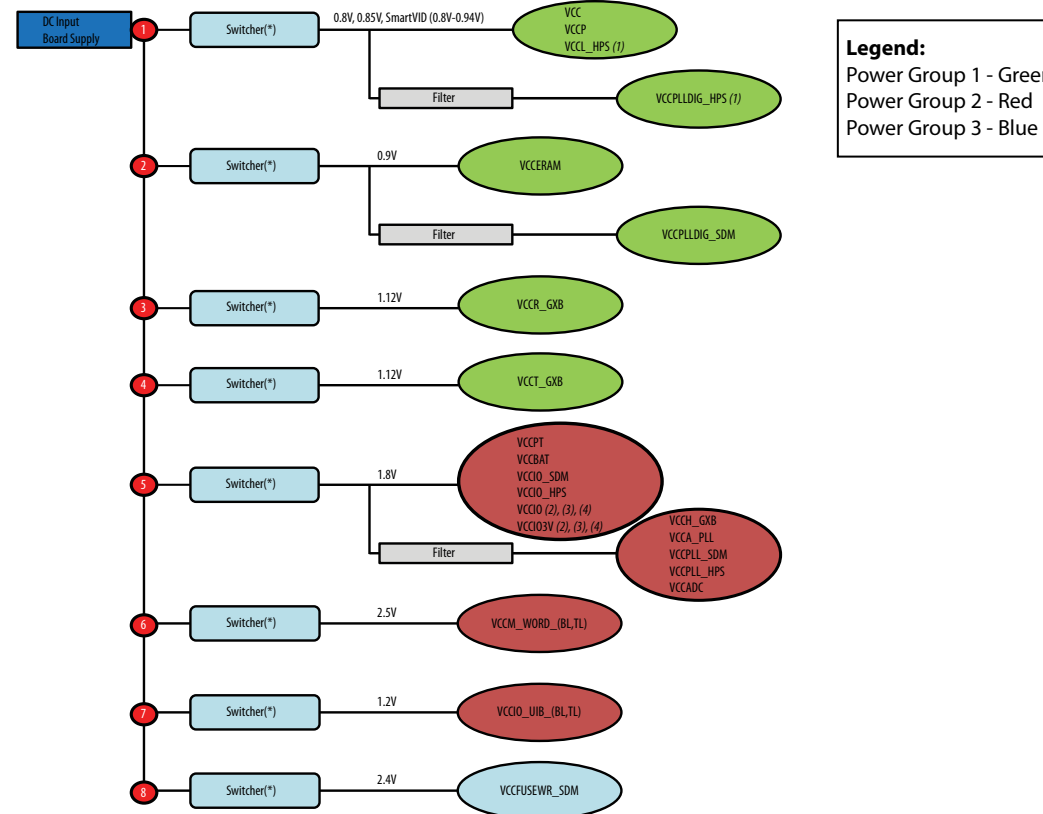 DC Input
Board Supply
1
Switcher(*)
0.8V, 0.85V, SmartVID (0.8V-0.94V)
VCC
VCCP
VCCL_HPS (1)
Filter
VCCPLLDIG_HPS (1)
Legend:
Power Group 1 - Green
Power Group 2 - Red
Power Group 3 - Blue
2
Switcher(*)
0.9V
VCCERAM
Filter
VCCPLLDIG_SDM
3
Switcher(*)
1.12V
VCCR_GXB
4
Switcher(*)
1.12V
VCCT_GXB
5
Switcher(*)
1.8V
VCCPT
VCCBAT
VCCIO_SDM
VCCIO_HPS
VCCIO (2), (3), (4)
VCCIO3V (2), (3), (4)
Filter
VCCH_GXB
VCCA_PLL
VCCPLL_SDM
VCCPLL_HPS
VCCADC
6
Switcher(*)
2.5V
VCCM_WORD_(BL,TL)
7
Switcher(*)
1.2V
VCCIO_UIB_(BL,TL)
8
Switcher(*)
2.4V
VCCFUSEWR_SDM